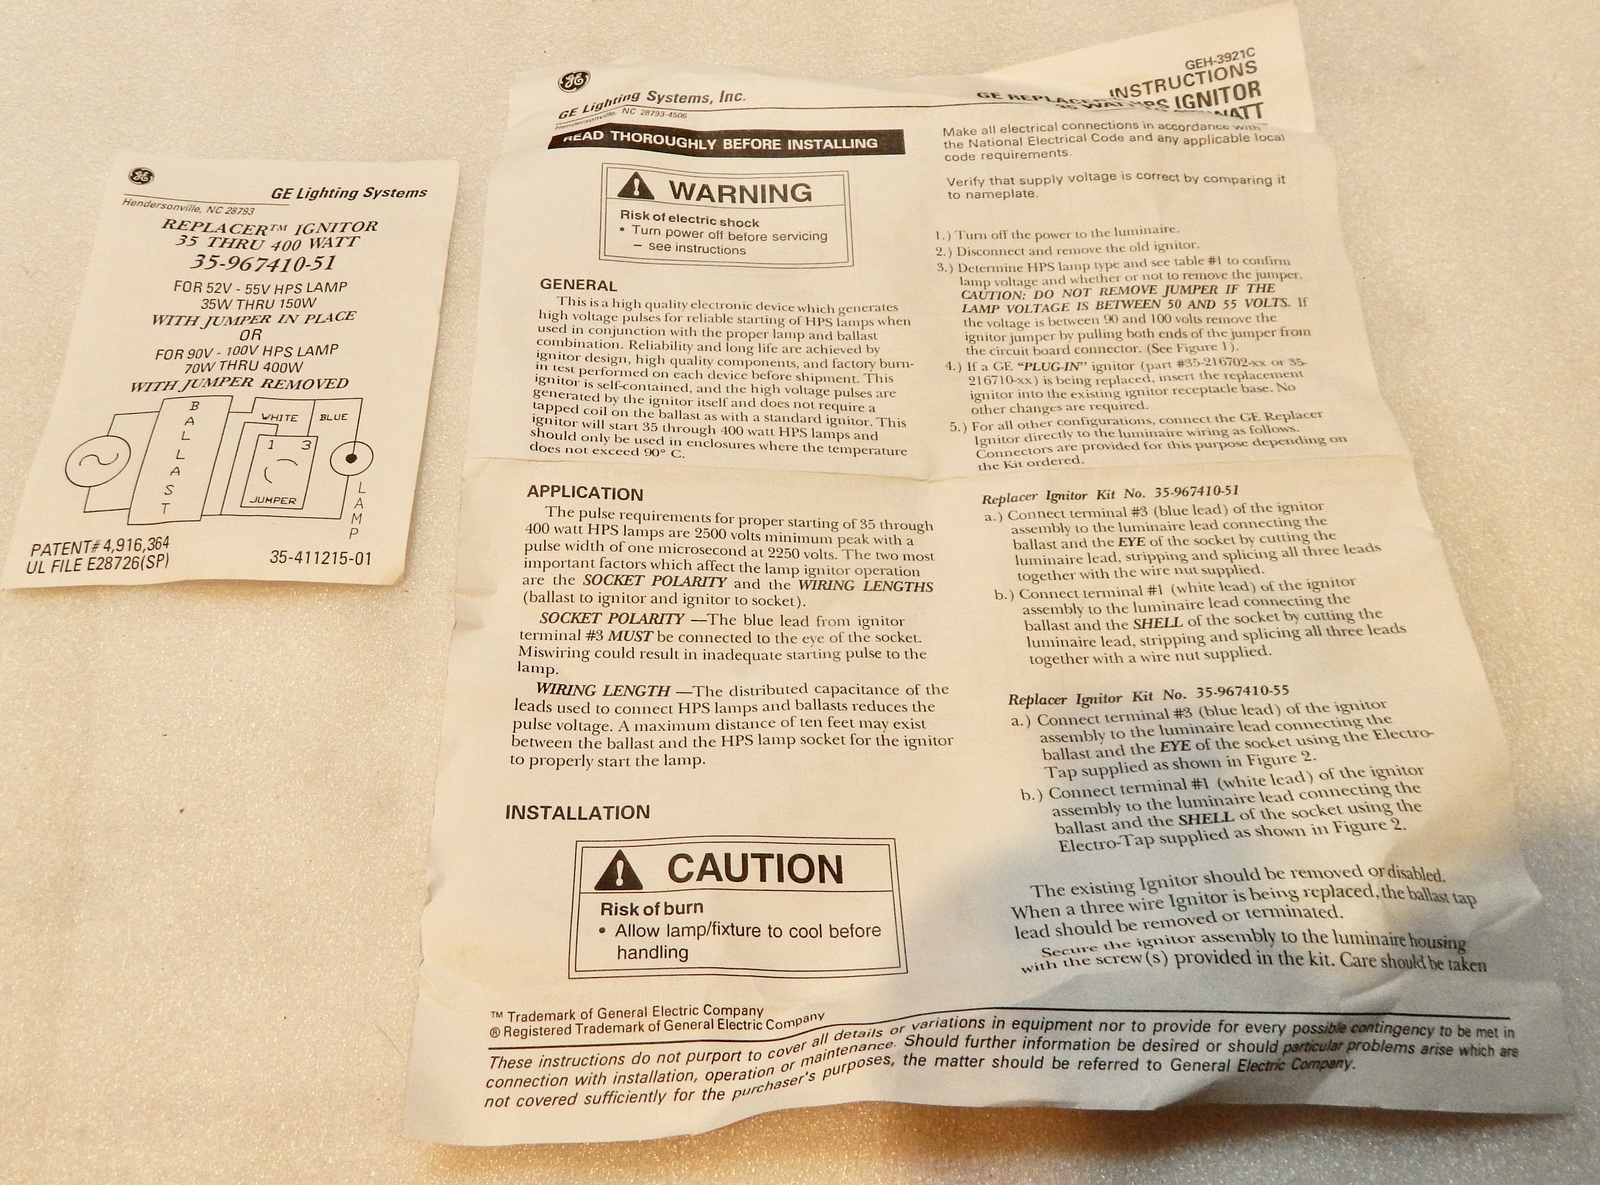 GE Lighting Systems
Hendersonville, NC 28793
REPLACER™ IGNITOR
35 THRU 400 WATT
35-967410-51
FOR 52V - 55V HPS LAMP
35W THRU 150W
WITH JUMPER IN PLACE
OR
FOR 90V - 100V HPS LAMP
70W THRU 400W
WITH JUMPER REMOVED
BALLAST
WHITE
BLUE
1 3
JUMPER
LAMP
PATENT# 4,916,364
UL FILE E28726(SP)
35-411215-01
GE Lighting Systems, Inc.
Hendersonville, NC 28793-4506
READ THOROUGHLY BEFORE INSTALLING
WARNING
Risk of electric shock
• Turn power off before servicing
– see instructions
GENERAL
This is a high quality electronic device which generates
high voltage pulses for reliable starting of HPS lamps when
used in conjunction with the proper lamp and ballast
combination. Reliability and long life are achieved by
ignitor design, high quality components, and factory burn-
in test performed on each device before shipment. This
ignitor is self-contained, and the high voltage pulses are
generated by the ignitor itself and does not require a
tapped coil on the ballast as with a standard ignitor. This
ignitor will start 35 through 400 watt HPS lamps and
should only be used in enclosures where the temperature
does not exceed 90° C.
APPLICATION
The pulse requirements for proper starting of 35 through
400 watt HPS lamps are 2500 volts minimum peak with a
pulse width of one microsecond at 2250 volts. The two most
important factors which affect the lamp ignitor operation
are the SOCKET POLARITY and the WIRING LENGTHS
(ballast to ignitor and ignitor to socket).
SOCKET POLARITY —The blue lead from ignitor
terminal #3 MUST be connected to the eye of the socket.
Miswiring could result in inadequate starting pulse to the
lamp.
WIRING LENGTH —The distributed capacitance of the
leads used to connect HPS lamps and ballasts reduces the
pulse voltage. A maximum distance of ten feet may exist
between the ballast and the HPS lamp socket for the ignitor
to properly start the lamp.
INSTALLATION
CAUTION
Risk of burn
• Allow lamp/fixture to cool before
handling
GEH-3921C
INSTRUCTIONS
GE HPS IGNITOR
35 WATT
Make all electrical connections in accordance with
the National Electrical Code and any applicable local
code requirements.
Verify that supply voltage is correct by comparing it
to nameplate.
1.) Turn off the power to the luminaire.
2.) Disconnect and remove the old ignitor.
3.) Determine HPS lamp type and see table #1 to confirm
lamp voltage and whether or not to remove the jumper.
CAUTION: DO NOT REMOVE JUMPER IF THE
LAMP VOLTAGE IS BETWEEN 50 AND 55 VOLTS. If
the voltage is between 90 and 100 volts remove the
ignitor jumper by pulling both ends of the jumper from
the circuit board connector. (See Figure 1).
4.) If a GE "PLUG-IN" ignitor (part #35-216702-xx or 35-
216710-xx) is being replaced, insert the replacement
ignitor into the existing ignitor receptacle base. No
other changes are required.
5.) For all other configurations, connect the GE Replacer
Ignitor directly to the luminaire wiring as follows.
Connectors are provided for this purpose depending on
the Kit ordered.
Replacer Ignitor Kit No. 35-967410-51
a.) Connect terminal #3 (blue lead) of the ignitor
assembly to the luminaire lead connecting the
ballast and the EYE of the socket by cutting the
luminaire lead, stripping and splicing all three leads
together with the wire nut supplied.
b.) Connect terminal #1 (white lead) of the ignitor
assembly to the luminaire lead connecting the
ballast and the SHELL of the socket by cutting the
luminaire lead, stripping and splicing all three leads
together with a wire nut supplied.
Replacer Ignitor Kit No. 35-967410-55
a.) Connect terminal #3 (blue lead) of the ignitor
assembly to the luminaire lead connecting the
ballast and the EYE of the socket using the Electro-
Tap supplied as shown in Figure 2.
b.) Connect terminal #1 (white lead) of the ignitor
assembly to the luminaire lead connecting the
ballast and the SHELL of the socket using the
Electro-Tap supplied as shown in Figure 2.
The existing Ignitor should be removed or disabled.
When a three wire Ignitor is being replaced, the ballast tap
lead should be removed or terminated.
Secure the ignitor assembly to the luminaire housing
with the screw(s) provided in the kit. Care should be taken
™ Trademark of General Electric Company
® Registered Trademark of General Electric Company
These instructions do not purport to cover all details or variations in equipment nor to provide for every possible contingency to be met in
connection with installation, operation or maintenance. Should further information be desired or should particular problems arise which are
not covered sufficiently for the purchaser's purposes, the matter should be referred to General Electric Company.